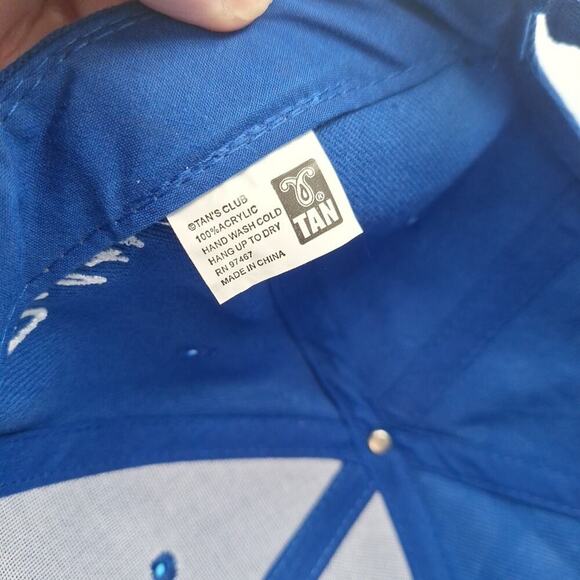 ©TAN'S CLUB
100%ACRYLIC
HAND WASH COLD
HANG UP TO DRY
RN 97467
MADE IN CHINA
®
TAN